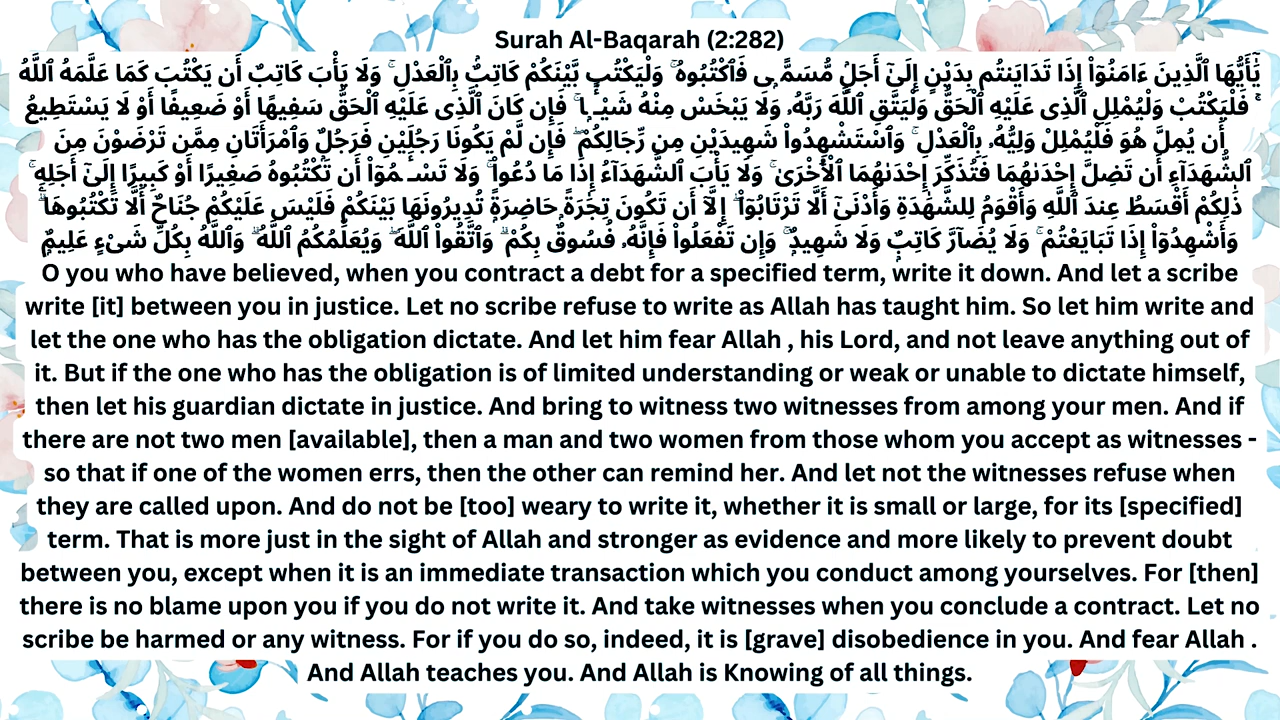 Surah Al-Baqarah (2:282)
يَٰٓأَيُّهَا ٱلَّذِينَ ءَامَنُوٓا۟ إِذَا تَدَايَنتُم بِدَيْنٍ إِلَىٰٓ أَجَلٍ مُّسَمًّى فَٱكْتُبُوهُ ۚ وَلْيَكْتُب بَّيْنَكُمْ كَاتِبٌۢ بِٱلْعَدْلِ ۚ وَلَا يَأْبَ كَاتِبٌ أَن يَكْتُبَ كَمَا عَلَّمَهُ ٱللَّهُ
ۚ فَلْيَكْتُبْ وَلْيُمْلِلِ ٱلَّذِى عَلَيْهِ ٱلْحَقُّ وَلْيَتَّقِ ٱللَّهَ رَبَّهُۥ وَلَا يَبْخَسْ مِنْهُ شَيْـًٔا ۚ فَإِن كَانَ ٱلَّذِى عَلَيْهِ ٱلْحَقُّ سَفِيهًا أَوْ ضَعِيفًا أَوْ لَا يَسْتَطِيعُ
أَن يُمِلَّ هُوَ فَلْيُمْلِلْ وَلِيُّهُۥ بِٱلْعَدْلِ ۚ وَٱسْتَشْهِدُوا۟ شَهِيدَيْنِ مِن رِّجَالِكُمْ ۖ فَإِن لَّمْ يَكُونَا رَجُلَيْنِ فَرَجُلٌ وَٱمْرَأَتَانِ مِمَّن تَرْضَوْنَ مِنَ
ٱلشُّهَدَآءِ أَن تَضِلَّ إِحْدَىٰهُمَا فَتُذَكِّرَ إِحْدَىٰهُمَا ٱلْأُخْرَىٰ ۚ وَلَا يَأْبَ ٱلشُّهَدَآءُ إِذَا مَا دُعُوا۟ ۚ وَلَا تَسْـَٔمُوٓا۟ أَن تَكْتُبُوهُ صَغِيرًا أَوْ كَبِيرًا إِلَىٰٓ أَجَلِهِۦ ۚ
ذَٰلِكُمْ أَقْسَطُ عِندَ ٱللَّهِ وَأَقْوَمُ لِلشَّهَٰدَةِ وَأَدْنَىٰٓ أَلَّا تَرْتَابُوٓا۟ ۖ إِلَّآ أَن تَكُونَ تِجَٰرَةً حَاضِرَةً تُدِيرُونَهَا بَيْنَكُمْ فَلَيْسَ عَلَيْكُمْ جُنَاحٌ أَلَّا تَكْتُبُوهَا ۗ
وَأَشْهِدُوٓا۟ إِذَا تَبَايَعْتُمْ ۚ وَلَا يُضَآرَّ كَاتِبٌ وَلَا شَهِيدٌ ۚ وَإِن تَفْعَلُوا۟ فَإِنَّهُۥ فُسُوقٌۢ بِكُمْ ۗ وَٱتَّقُوا۟ ٱللَّهَ ۖ وَيُعَلِّمُكُمُ ٱللَّهُ ۗ وَٱللَّهُ بِكُلِّ شَىْءٍ عَلِيمٌ
O you who have believed, when you contract a debt for a specified term, write it down. And let a scribe
write [it] between you in justice. Let no scribe refuse to write as Allah has taught him. So let him write and
let the one who has the obligation dictate. And let him fear Allah , his Lord, and not leave anything out of
it. But if the one who has the obligation is of limited understanding or weak or unable to dictate himself,
then let his guardian dictate in justice. And bring to witness two witnesses from among your men. And if
there are not two men [available], then a man and two women from those whom you accept as witnesses -
so that if one of the women errs, then the other can remind her. And let not the witnesses refuse when
they are called upon. And do not be [too] weary to write it, whether it is small or large, for its [specified]
term. That is more just in the sight of Allah and stronger as evidence and more likely to prevent doubt
between you, except when it is an immediate transaction which you conduct among yourselves. For [then]
there is no blame upon you if you do not write it. And take witnesses when you conclude a contract. Let no
scribe be harmed or any witness. For if you do so, indeed, it is [grave] disobedience in you. And fear Allah .
And Allah teaches you. And Allah is Knowing of all things.